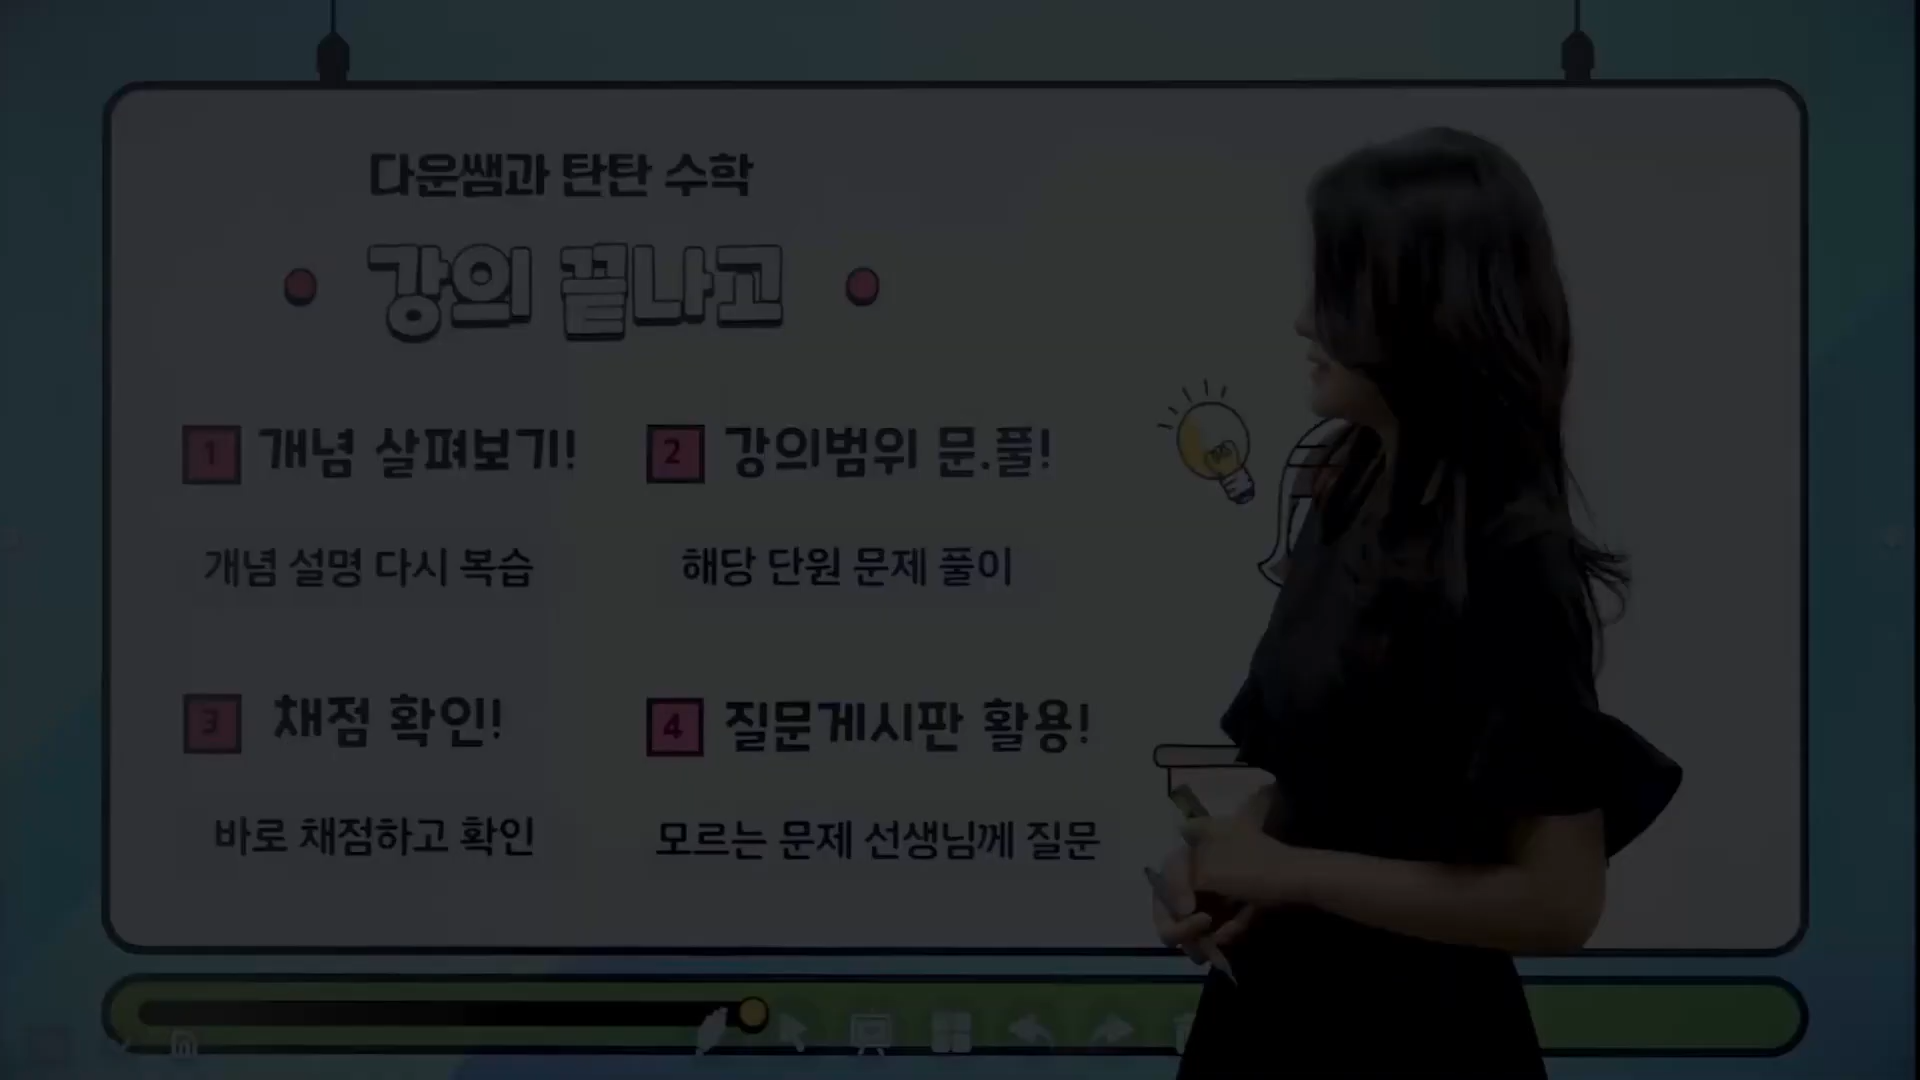 다운쌤과 탄탄 수학
강의 끝나고
1 개념 살펴보기!
개념 설명 다시 복습
2 강의범위 문.풀!
해당 단원 문제 풀이
3 채점 확인!
바로 채점하고 확인
4 질문게시판 활용!
모르는 문제 선생님께 질문